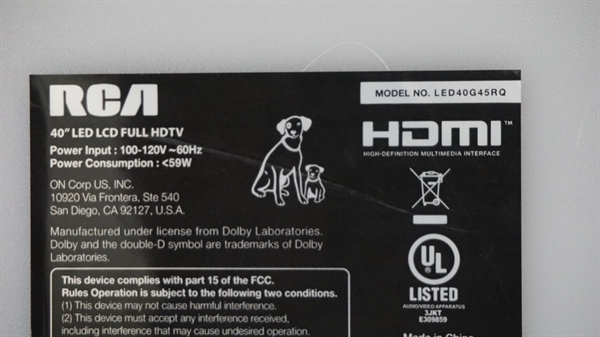 RCA
MODEL NO. LED40G45RQ
40” LED LCD FULL HDTV
Power Input : 100-120V ~ 60Hz
Power Consumption : <59W
HDMI™
HIGH-DEFINITION MULTIMEDIA INTERFACE
ON Corp US, INC.
10920 Via Frontera, Ste 540
San Diego, CA 92127, U.S.A.
Manufactured under license from Dolby Laboratories.
Dolby and the double-D symbol are trademarks of Dolby
Laboratories.
UL
LISTED
AUDIO/VIDEO APPARATUS
3JKT
E309859
This device complies with part 15 of the FCC.
Rules Operation is subject to the following two conditions.
(1) This device may not cause harmful interference.
(2) This device must accept any interference received,
including interference that may cause undesired operation.
Made in China